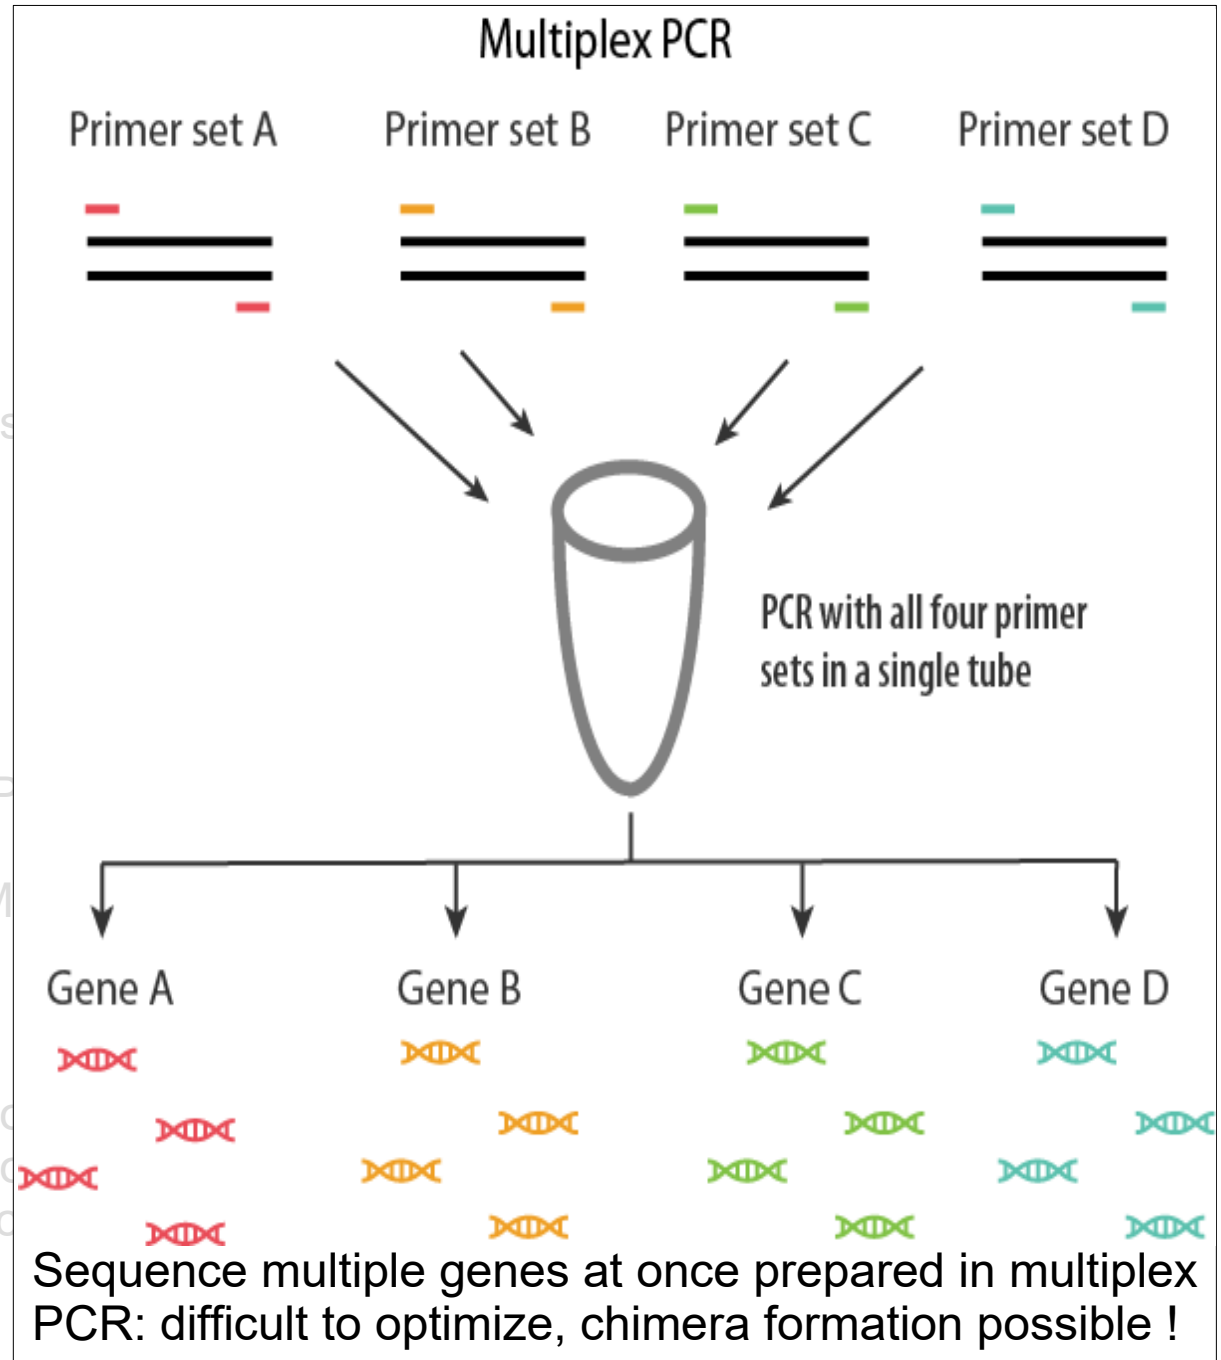 Multiplex PCR
Primer set A
Primer set B
Primer set C
Primer set D
PCR with all four primer
sets in a single tube
Gene A
Gene B
Gene C
Gene D
Sequence multiple genes at once prepared in multiplex
PCR: difficult to optimize, chimera formation possible !